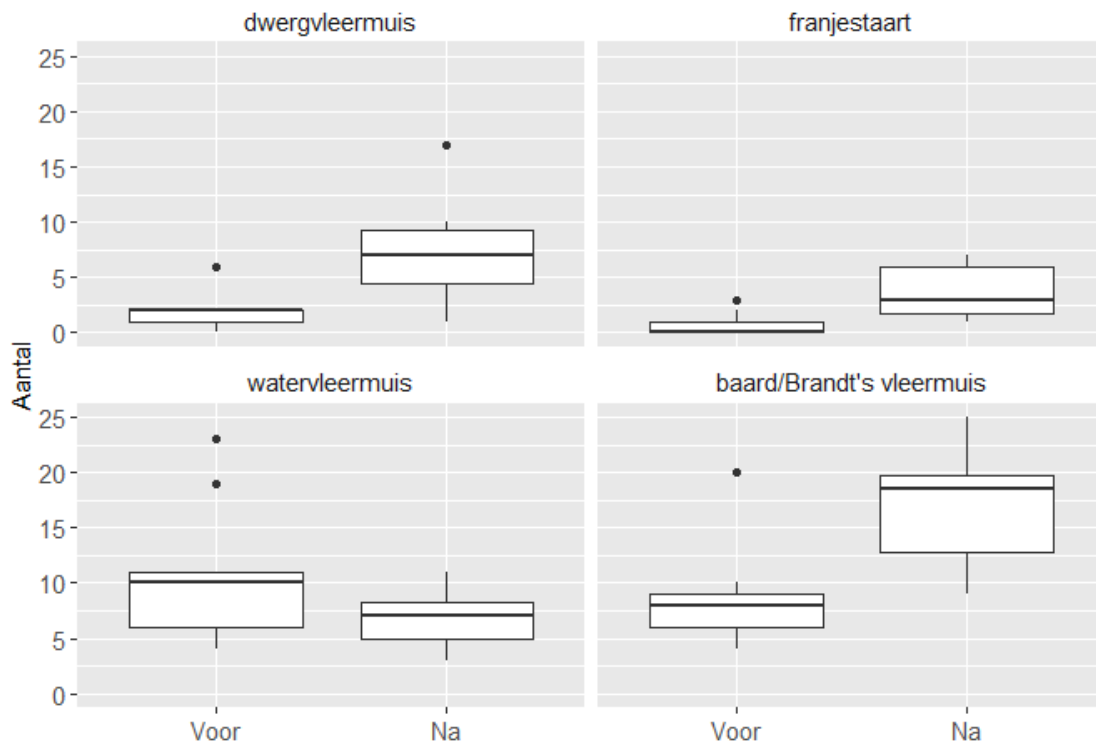 dwergvleermuis
franjestaart
25
20
15
10
5
0
Aantal
watervleermuis
baard/Brandt's vleermuis
25
20
15
10
5
0
Voor
Na
Voor
Na